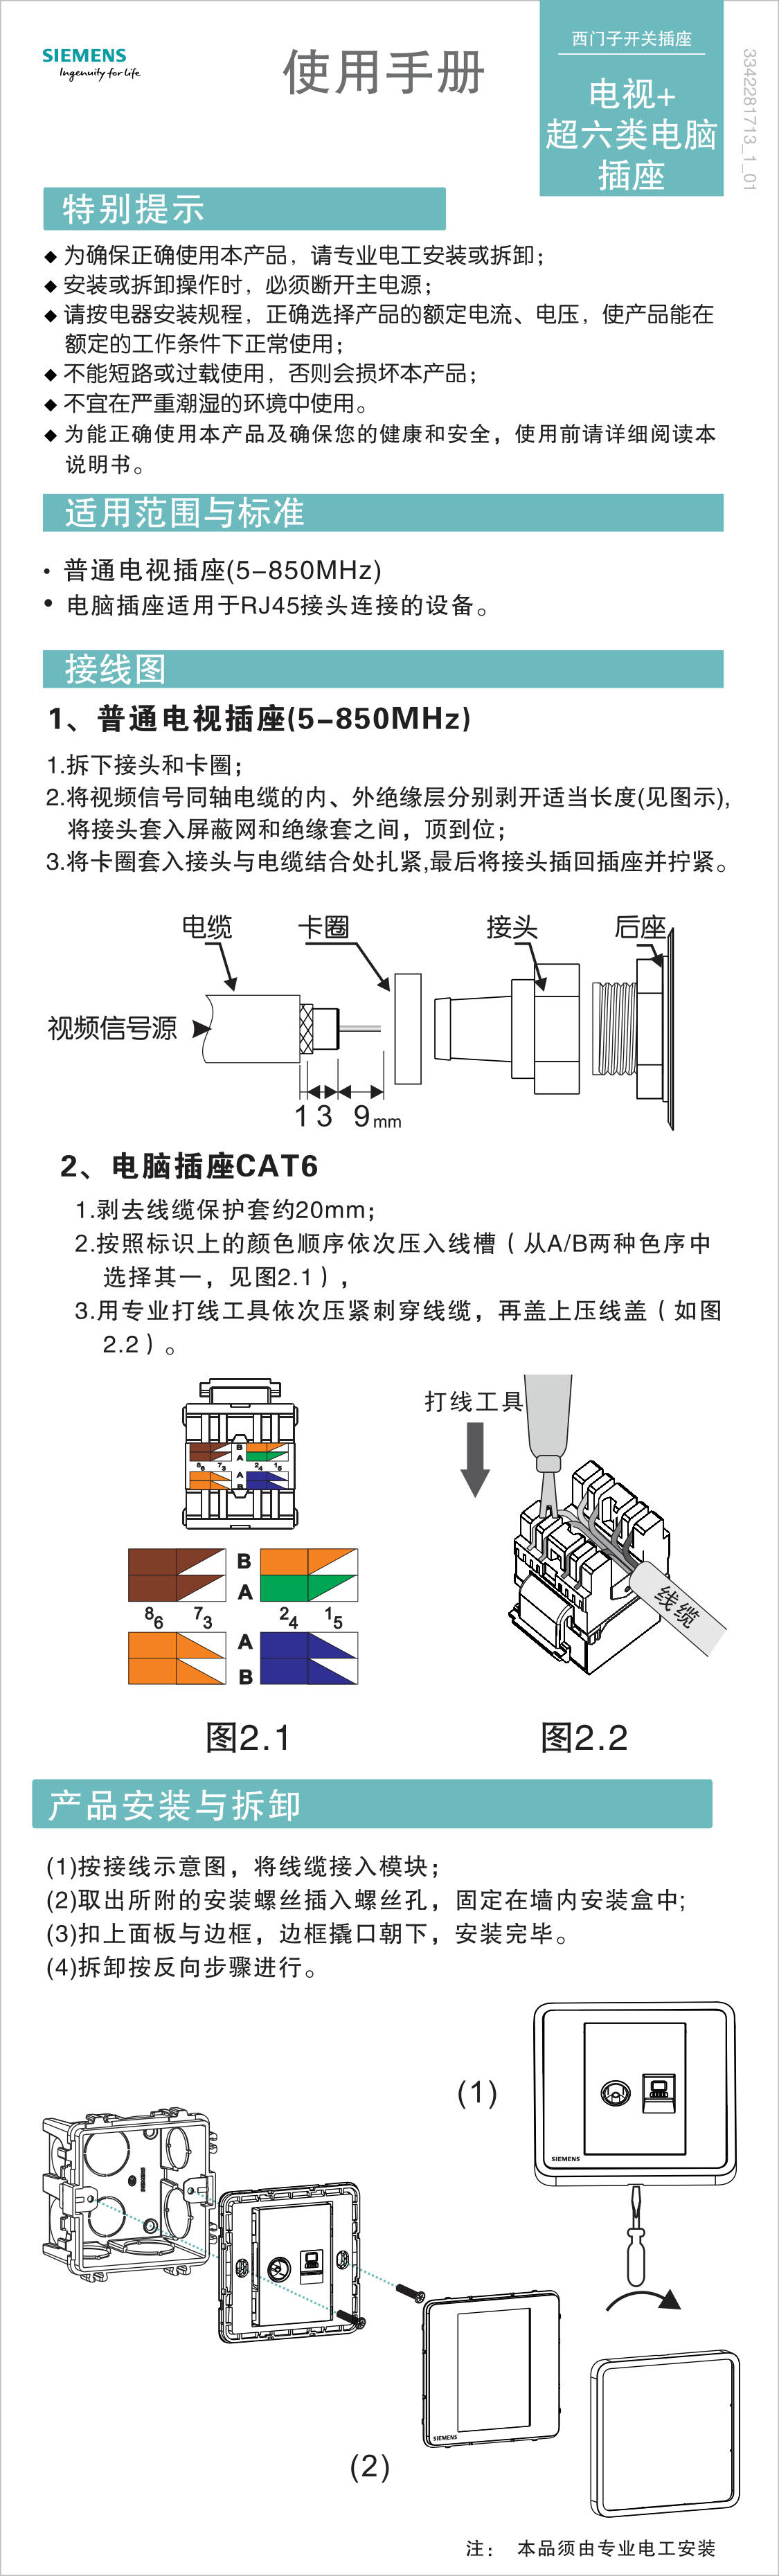 SIEMENS
Ingenuity for life
使用手册
西门子开关插座
电视+
超六类电脑
插座
3342281713_1_01
特别提示
◆ 为确保正确使用本产品，请专业电工安装或拆卸；
◆ 安装或拆卸操作时，必须断开主电源；
◆ 请按电器安装规程，正确选择产品的额定电流、电压，使产品能在
额定的工作条件下正常使用；
◆ 不能短路或过载使用，否则会损坏本产品；
◆ 不宜在严重潮湿的环境中使用。
◆ 为能正确使用本产品及确保您的健康和安全，使用前请详细阅读本
说明书。
适用范围与标准
• 普通电视插座(5-850MHz)
• 电脑插座适用于RJ45接头连接的设备。
接线图
1、普通电视插座(5-850MHz)
1.拆下接头和卡圈；
2.将视频信号同轴电缆的内、外绝缘层分别剥开适当长度(见图示),
将接头套入屏蔽网和绝缘套之间，顶到位；
3.将卡圈套入接头与电缆结合处扎紧,最后将接头插回插座并拧紧。
电缆 卡圈 接头 后座
视频信号源
1 3 9mm
2、电脑插座CAT6
1.剥去线缆保护套约20mm；
2.按照标识上的颜色顺序依次压入线槽（从A/B两种色序中
选择其一，见图2.1），
3.用专业打线工具依次压紧刺穿线缆，再盖上压线盖（如图
2.2）。
打线工具
B
A
8 6 7 3 2 4 1 5
A
B
线缆
B
A
8 6 7 3 2 4 1 5
A
B
图2.1 图2.2
产品安装与拆卸
(1)按接线示意图，将线缆接入模块；
(2)取出所附的安装螺丝插入螺丝孔，固定在墙内安装盒中;
(3)扣上面板与边框，边框撬口朝下，安装完毕。
(4)拆卸按反向步骤进行。
(1)
SIEMENS
SIEMENS
SIEMENS
(2)
注： 本品须由专业电工安装